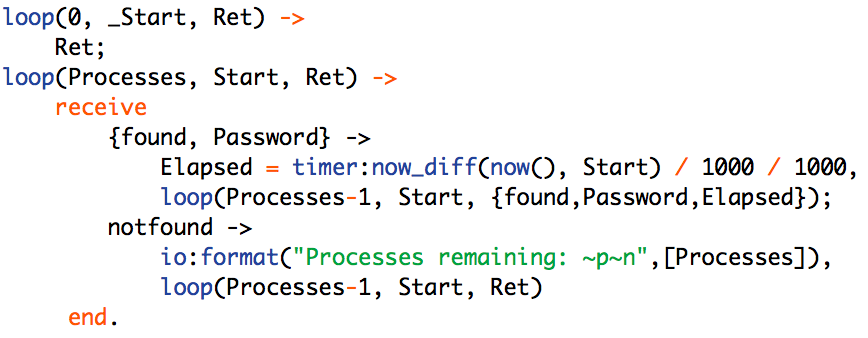 loop(0, _Start, Ret) ->
    Ret;
loop(Processes, Start, Ret) ->
    receive
        {found, Password} ->
            Elapsed = timer:now_diff(now(), Start) / 1000 / 1000,
            loop(Processes-1, Start, {found,Password,Elapsed});
        notfound ->
            io:format("Processes remaining: ~p~n",[Processes]),
            loop(Processes-1, Start, Ret)
     end.